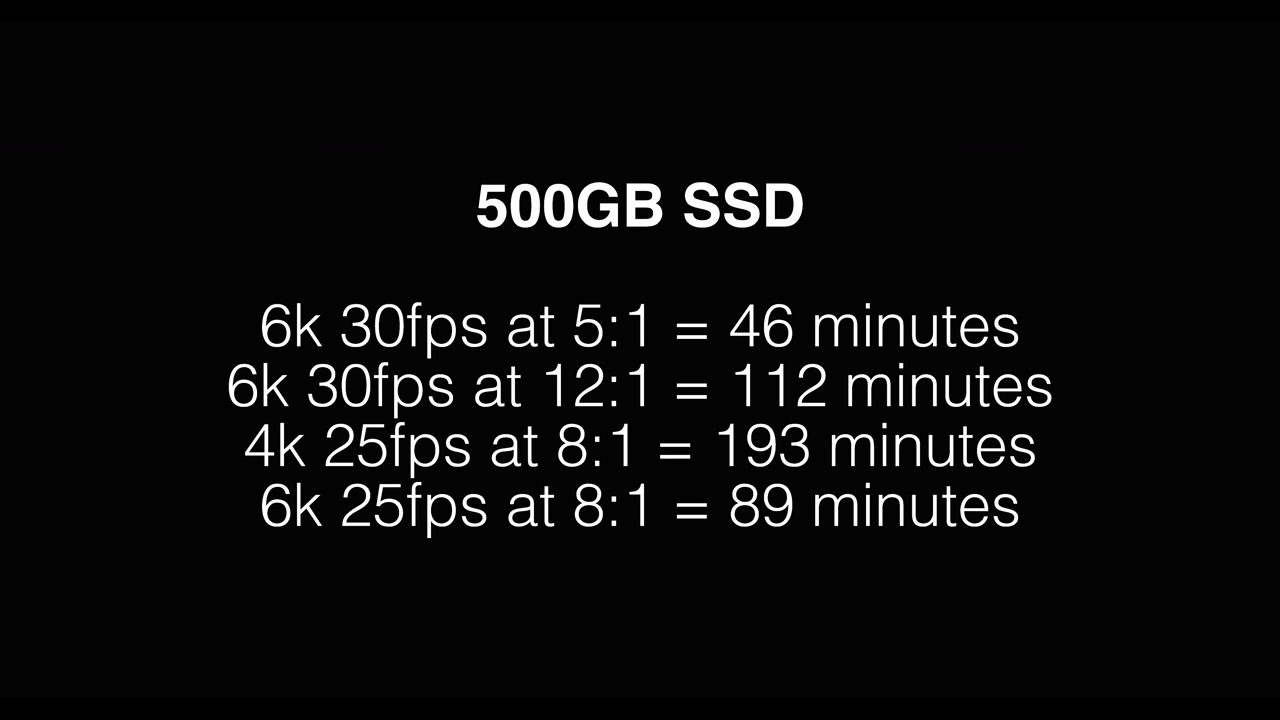 500GB SSD
6k 30fps at 5:1 = 46 minutes
6k 30fps at 12:1 = 112 minutes
4k 25fps at 8:1 = 193 minutes
6k 25fps at 8:1 = 89 minutes